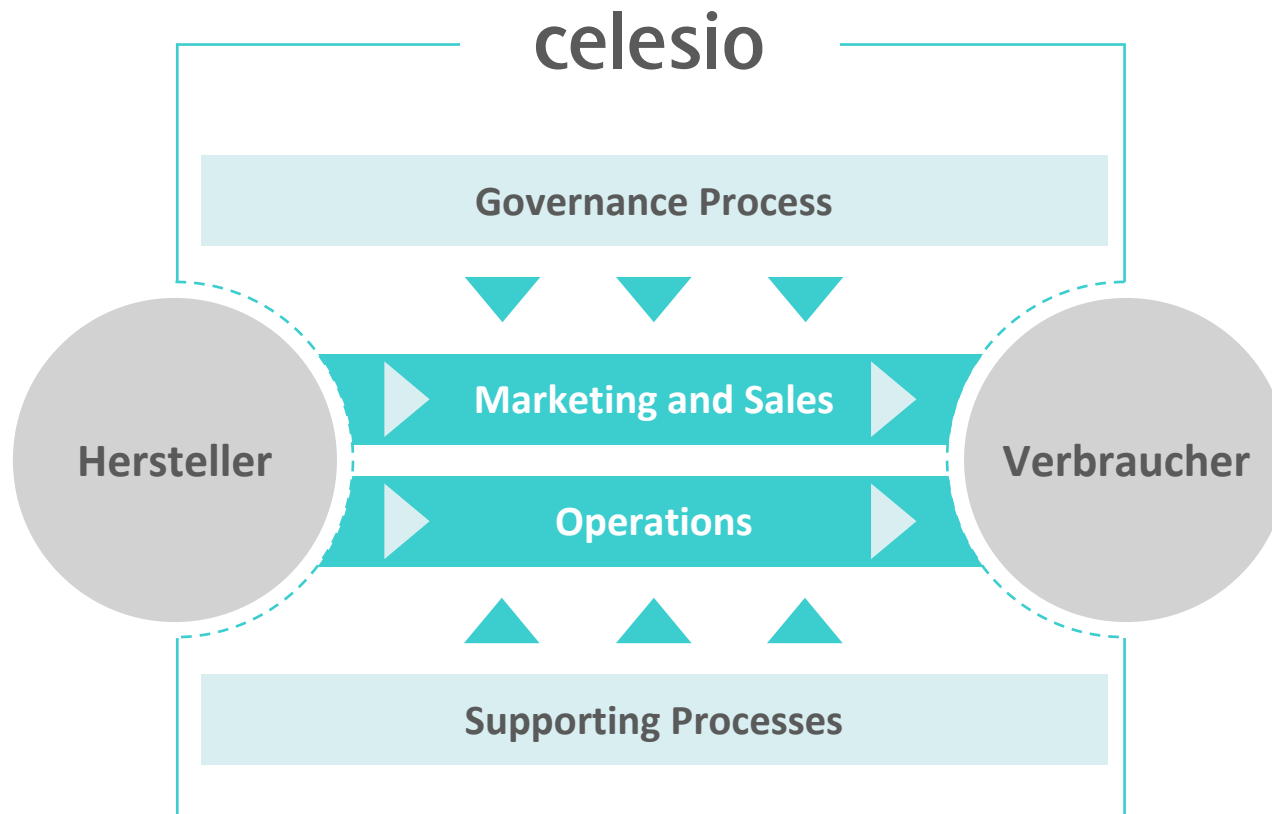 celesio
Governance Process
Marketing and Sales
Hersteller
Verbraucher
Operations
Supporting Processes